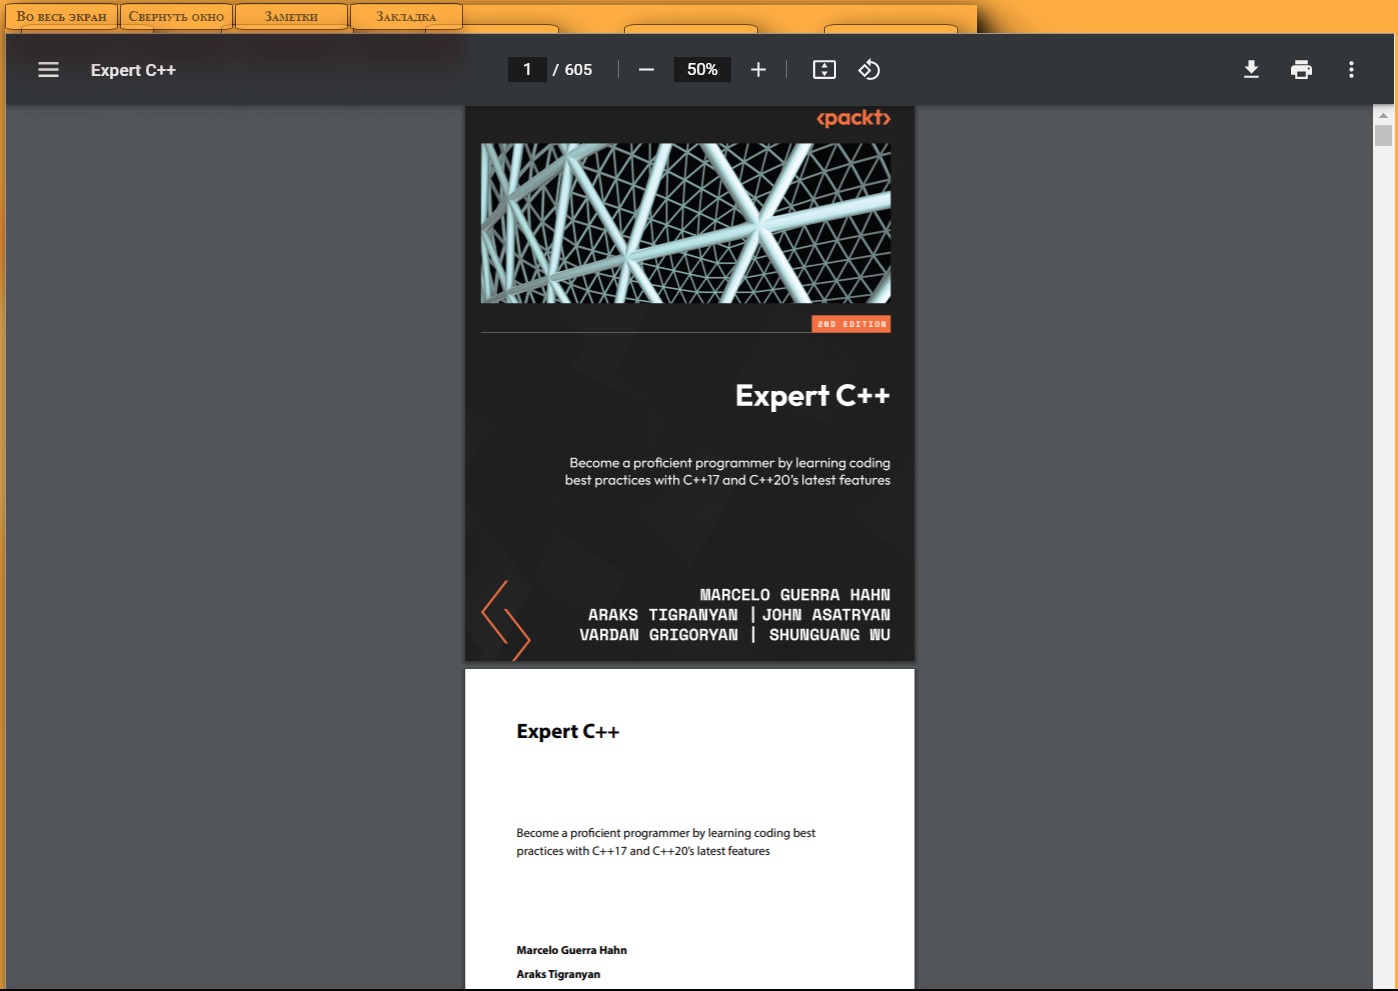 Во весь экран Свернуть окно Заметки Закладка
Expert C++ 1 / 605 50%
<packt>
2ND EDITION
Expert C++
Become a proficient programmer by learning coding
best practices with C++17 and C++20's latest features
MARCELO GUERRA HAHN
ARAKS TIGRANYAN | JOHN ASATRYAN
VARDAN GRIGORYAN | SHUNGUANG WU
Expert C++
Become a proficient programmer by learning coding best
practices with C++17 and C++20's latest features
Marcelo Guerra Hahn
Araks Tigranyan